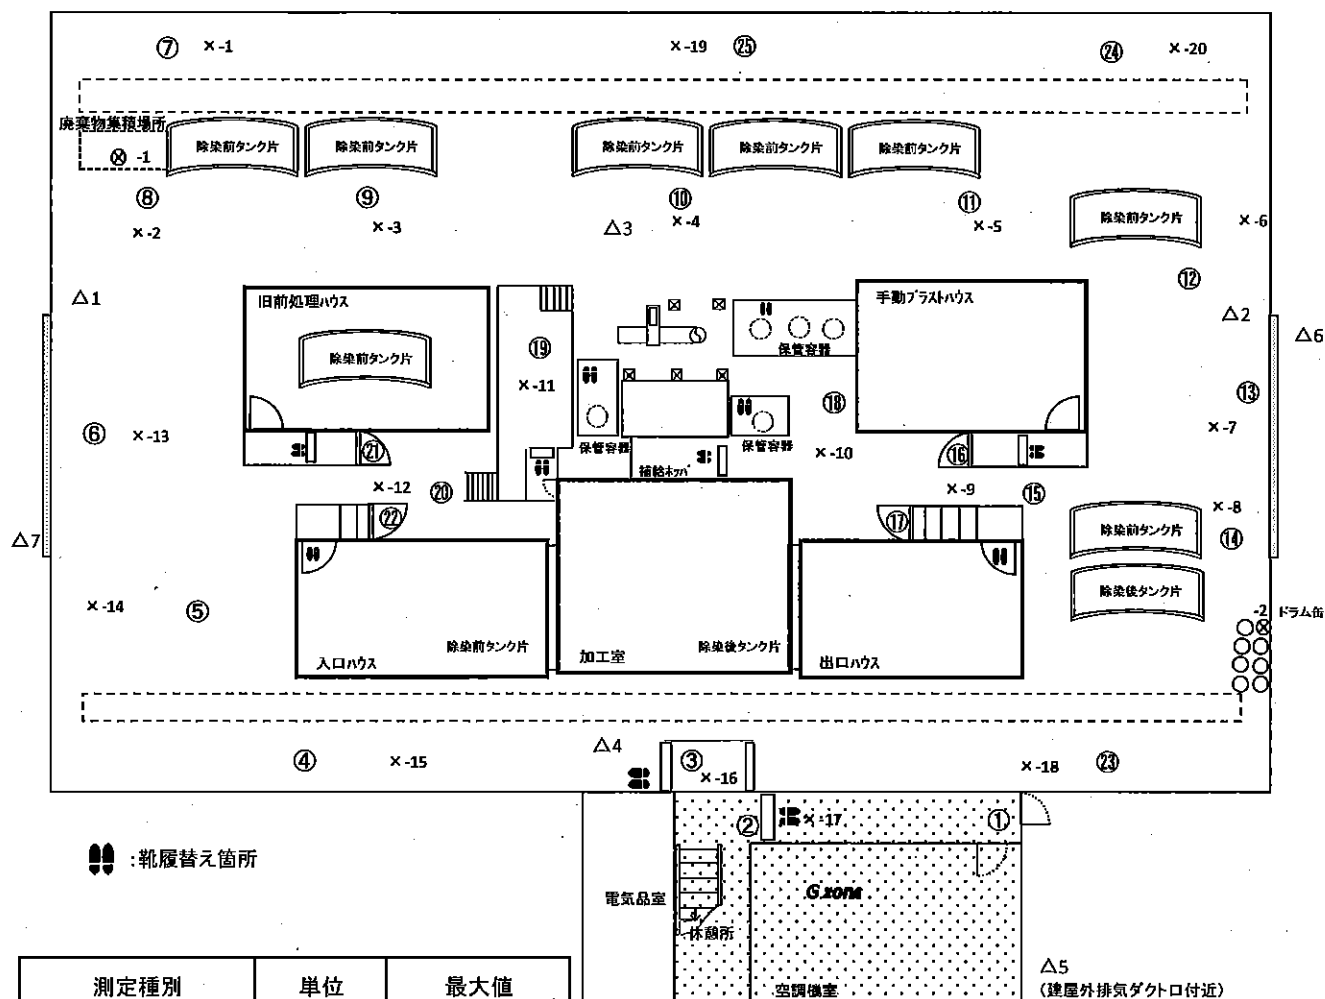 ⑦ ×-1 ×-19 ㉕ ㉔ ×-20
廃棄物集積場所
⊗ -1
除染前タンク片 除染前タンク片 除染前タンク片 除染前タンク片 除染前タンク片
⑧ ⑨ ⑩ ⑪
×-2 ×-3 △3 ×-4 ×-5
除染前タンク片 ×-6
⑫
△1
旧前処理ハウス
手動ブラストハウス
△2
△6
除染前タンク片
⑲
保管容器
×-11
⑱
⑬
⑥ ×-13
×-7
保管容器
保管容器
㉑
×-10
⑯
補給ホッパ
×-12 ⑳
×-9 ⑮
㉒
⑰
×-8
△7
除染前タンク片 ⑭
×-14 ⑤
除染後タンク片
-2 ドラム缶
入口ハウス 除染前タンク片
加工室 除染後タンク片
出口ハウス
④ ×-15 △4 ③ ×-16 ×-18 ㉓
② ×-17 ①
:靴履替え箇所
電気品室
G zone
休憩所
空調機室
△5
(建屋外排気ダクト口付近)
測定種別 単位 最大値